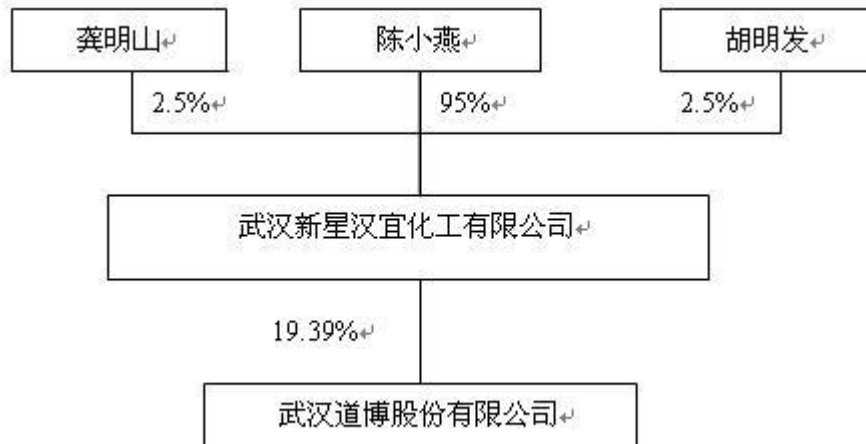 龚明山↵ 陈小燕↵ 胡明发↵
2.5%↵ 95%↵ 2.5%↵
武汉新星汉宜化工有限公司↵
19.39%↵
武汉道博股份有限公司↵